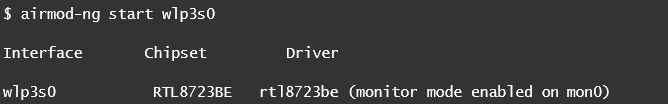 $ airmod-ng start wlp3s0
Interface Chipset Driver
wlp3s0 RTL8723BE rtl8723be (monitor mode enabled on mon0)